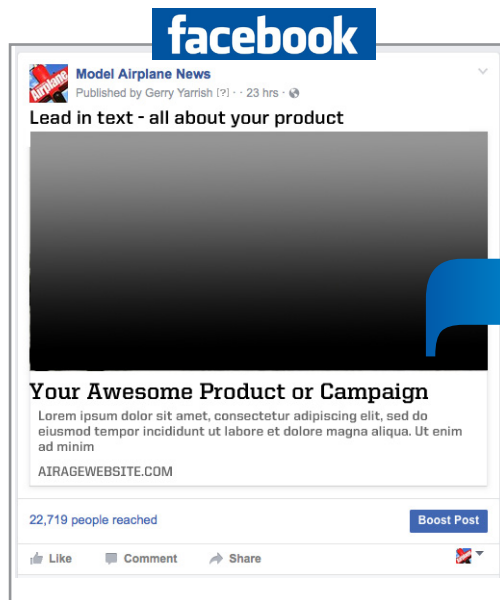 facebook
Airplane
Model Airplane News
Published by Gerry Yarrish [?] · · 23 hrs ·
Lead in text - all about your product
Your Awesome Product or Campaign
Lorem ipsum dolor sit amet, consectetur adipiscing elit, sed do
eiusmod tempor incididunt ut labore et dolore magna aliqua. Ut enim
ad minim
AIRAGEWEBSITE.COM
22,719 people reached
Boost Post
Like
Comment
Share